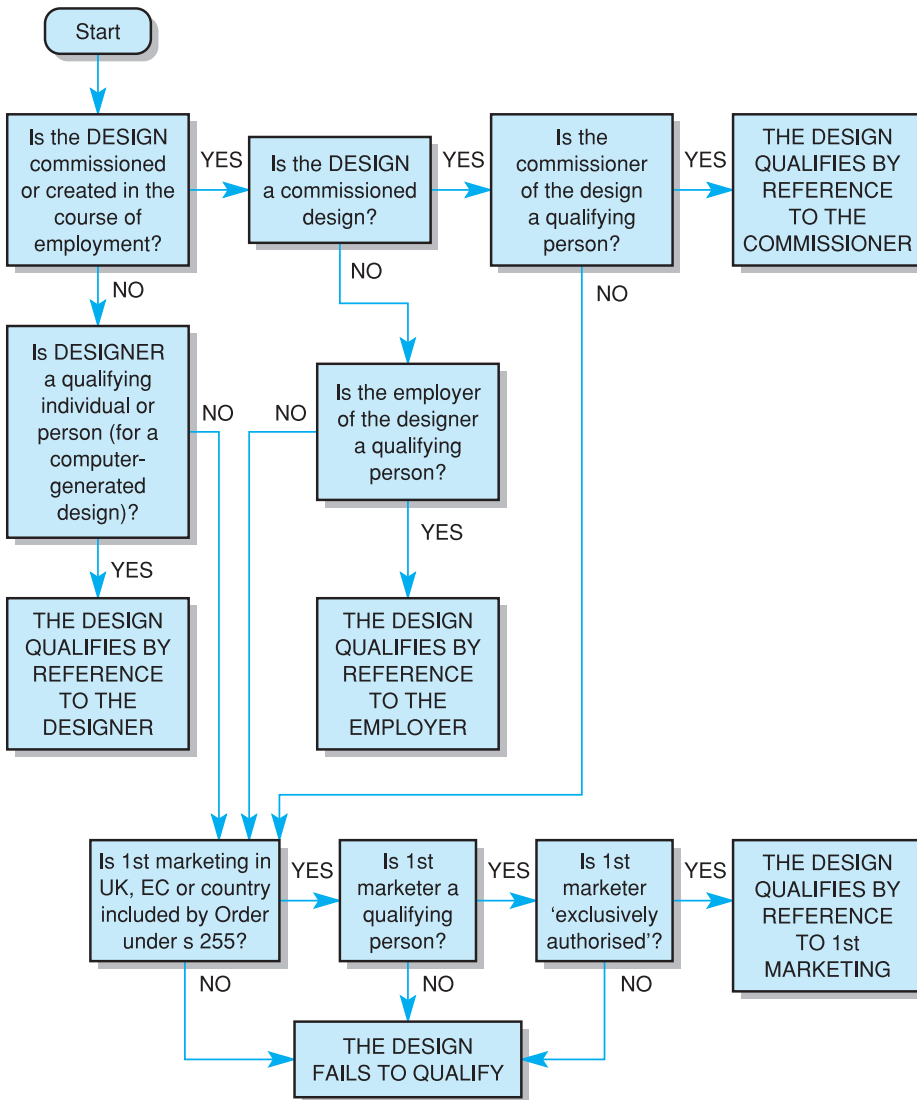 Start
Is the DESIGN
commissioned
or created in the
course of
employment?
YES
Is the DESIGN
a commissioned
design?
YES
Is the
commissioner
of the design
a qualifying
person?
YES
THE DESIGN
QUALIFIES BY
REFERENCE
TO THE
COMMISSIONER
NO
NO
NO
Is DESIGNER
a qualifying
individual or
person (for a
computer-
generated
design)?
NO
NO
Is the employer
of the designer
a qualifying
person?
YES
YES
THE DESIGN
QUALIFIES BY
REFERENCE
TO THE
DESIGNER
THE DESIGN
QUALIFIES BY
REFERENCE
TO THE
EMPLOYER
Is 1st marketing in
UK, EC or country
included by Order
under s 255?
YES
Is 1st
marketer a
qualifying
person?
YES
Is 1st
marketer
‘exclusively
authorised’?
YES
THE DESIGN
QUALIFIES BY
REFERENCE
TO 1st
MARKETING
NO
NO
NO
THE DESIGN
FAILS TO QUALIFY